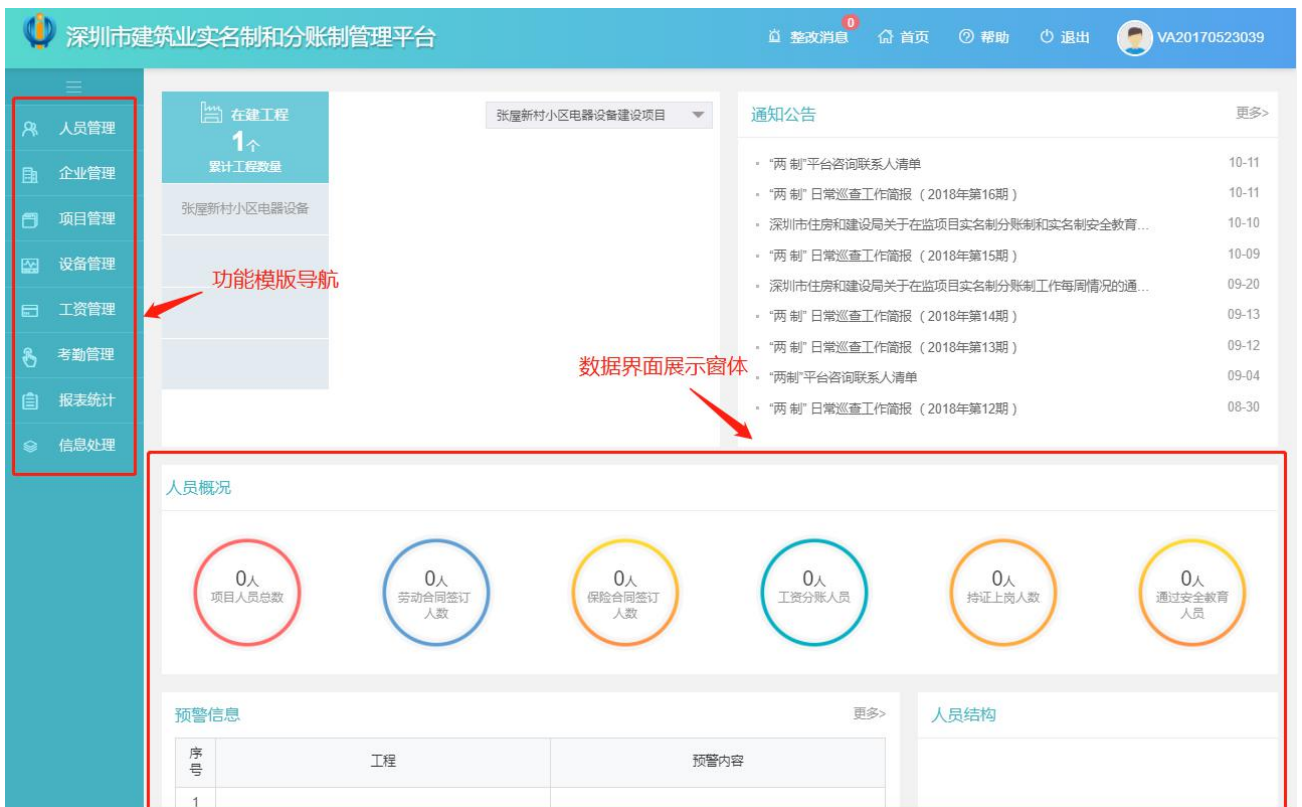 深圳市建筑业实名制和分账制管理平台
整改消息 0 首页 帮助 退出 VA20170523039
人员管理
企业管理
项目管理
设备管理
工资管理
考勤管理
报表统计
信息处理
功能模版导航
在建工程
1个
累计工程数量
张屋新村小区电器设备
张屋新村小区电器设备建设项目
通知公告 更多>
“两 制”平台咨询联系人清单 10-11
“两 制” 日常巡查工作简报（2018年第16期） 10-11
深圳市住房和建设局关于在监项目实名制分账制和实名制安全教育... 10-10
“两 制” 日常巡查工作简报（2018年第15期） 10-09
深圳市住房和建设局关于在监项目实名制分账制工作每周情况的通... 09-20
“两 制” 日常巡查工作简报（2018年第14期） 09-13
“两 制” 日常巡查工作简报（2018年第13期） 09-12
“两制”平台咨询联系人清单 09-04
“两 制” 日常巡查工作简报（2018年第12期） 08-30
数据界面展示窗体
人员概况
0人
项目人员总数
0人
劳动合同签订
人数
0人
保险合同签订
人数
0人
工资分账人员
0人
持证上岗人数
0人
通过安全教育
人员
预警信息 更多>
序
号
工程
预警内容
1
人员结构